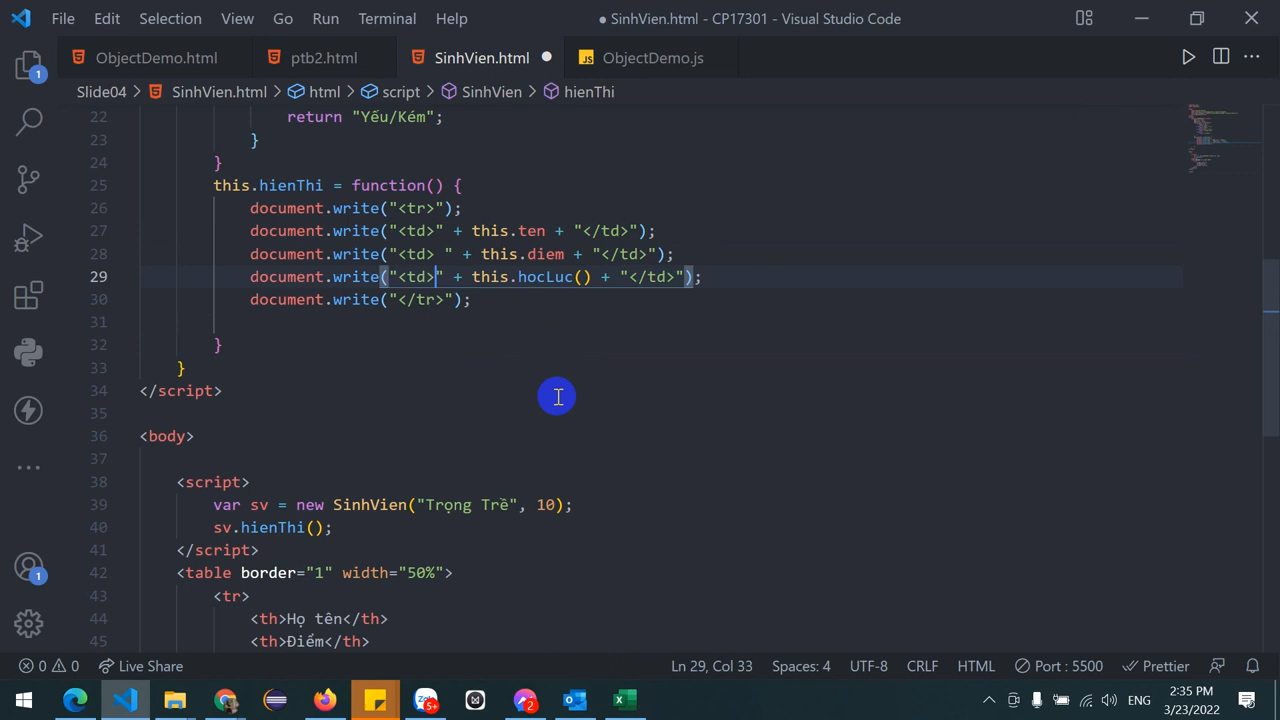 File Edit Selection View Go Run Terminal Help
● SinhVien.html - CP17301 - Visual Studio Code
ObjectDemo.html
ptb2.html
SinhVien.html
JS ObjectDemo.js
Slide04 > SinhVien.html > html > script > SinhVien > hienThi
22 return "Yếu/Kém";
23 }
24 }
25 this.hienThi = function() {
26 document.write("<tr>");
27 document.write("<td>" + this.ten + "</td>");
28 document.write("<td> " + this.diem + "</td>");
29 document.write("<td>" + this.hocLuc() + "</td>");
30 document.write("</tr>");
31
32 }
33 }
34 </script>
35
36 <body>
37
38 <script>
39 var sv = new SinhVien("Trọng Trề", 10);
40 sv.hienThi();
41 </script>
42 <table border="1" width="50%">
43 <tr>
44 <th>Họ tên</th>
45 <th>Điểm</th>
1
1
0 0 Live Share
Ln 29, Col 33 Spaces: 4 UTF-8 CRLF HTML Port : 5500 Prettier
Zalo 5+ 2
ENG
2:35 PM
3/23/2022